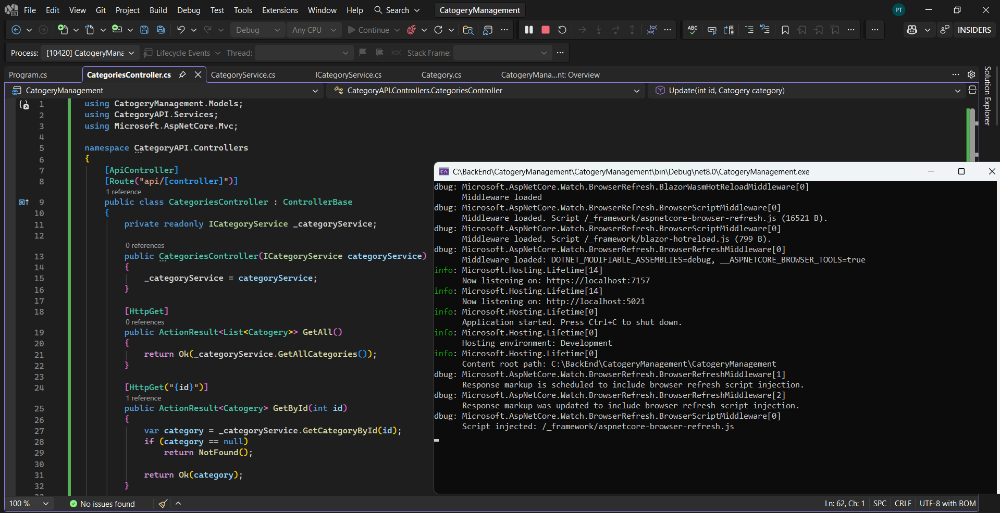 File Edit View Git Project Build Debug Test Tools Extensions Window Help Search CatogeryManagement PT
Debug Any CPU Continue INSIDERS
Process: [10420] CatogeryMana Lifecycle Events Thread: Stack Frame:
Program.cs CategoriesController.cs CategoryService.cs ICategoryService.cs Category.cs CatogeryMana...nt: Overview
CatogeryManagement CategoryAPI.Controllers.CategoriesController Update(int id, Catogery category)
Solution Explorer
1 using CatogeryManagement.Models;
2 using CategoryAPI.Services;
3 using Microsoft.AspNetCore.Mvc;
4
5 namespace CategoryAPI.Controllers
6 {
7 [ApiController]
8 [Route("api/[controller]")]
1 reference
9 public class CategoriesController : ControllerBase
10 {
11 private readonly ICategoryService _categoryService;
12
0 references
13 public CategoriesController(ICategoryService categoryService)
14 {
15 _categoryService = categoryService;
16 }
17
18 [HttpGet]
0 references
19 public ActionResult<List<Catogery>> GetAll()
20 {
21 return Ok(_categoryService.GetAllCategories());
22 }
23
24 [HttpGet("{id}")]
1 reference
25 public ActionResult<Catogery> GetById(int id)
26 {
27 var category = _categoryService.GetCategoryById(id);
28 if (category == null)
29 return NotFound();
30
31 return Ok(category);
32 }
C:\BackEnd\CatogeryManagement\CatogeryManagement\bin\Debug\net8.0\CatogeryManagement.exe
dbug: Microsoft.AspNetCore.Watch.BrowserRefresh.BlazorWasmHotReloadMiddleware[0]
Middleware loaded
dbug: Microsoft.AspNetCore.Watch.BrowserRefresh.BrowserScriptMiddleware[0]
Middleware loaded. Script /_framework/aspnetcore-browser-refresh.js (16521 B).
dbug: Microsoft.AspNetCore.Watch.BrowserRefresh.BrowserScriptMiddleware[0]
Middleware loaded. Script /_framework/blazor-hotreload.js (799 B).
dbug: Microsoft.AspNetCore.Watch.BrowserRefresh.BrowserRefreshMiddleware[0]
Middleware loaded: DOTNET_MODIFIABLE_ASSEMBLIES=debug, __ASPNETCORE_BROWSER_TOOLS=true
info: Microsoft.Hosting.Lifetime[14]
Now listening on: https://localhost:7157
info: Microsoft.Hosting.Lifetime[14]
Now listening on: http://localhost:5021
info: Microsoft.Hosting.Lifetime[0]
Application started. Press Ctrl+C to shut down.
info: Microsoft.Hosting.Lifetime[0]
Hosting environment: Development
info: Microsoft.Hosting.Lifetime[0]
Content root path: C:\BackEnd\CatogeryManagement\CatogeryManagement
dbug: Microsoft.AspNetCore.Watch.BrowserRefresh.BrowserRefreshMiddleware[1]
Response markup is scheduled to include browser refresh script injection.
dbug: Microsoft.AspNetCore.Watch.BrowserRefresh.BrowserRefreshMiddleware[2]
Response markup was updated to include browser refresh script injection.
dbug: Microsoft.AspNetCore.Watch.BrowserRefresh.BrowserScriptMiddleware[0]
Script injected: /_framework/aspnetcore-browser-refresh.js
100 % No issues found Ln: 62, Ch: 1 SPC CRLF UTF-8 with BOM